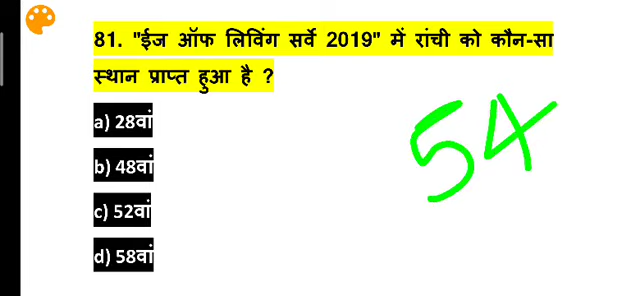 81. "ईज ऑफ लिविंग सर्वे 2019" में रांची को कौन-सा
स्थान प्राप्त हुआ है ?
a) 28वां
b) 48वां
c) 52वां
d) 58वां
54